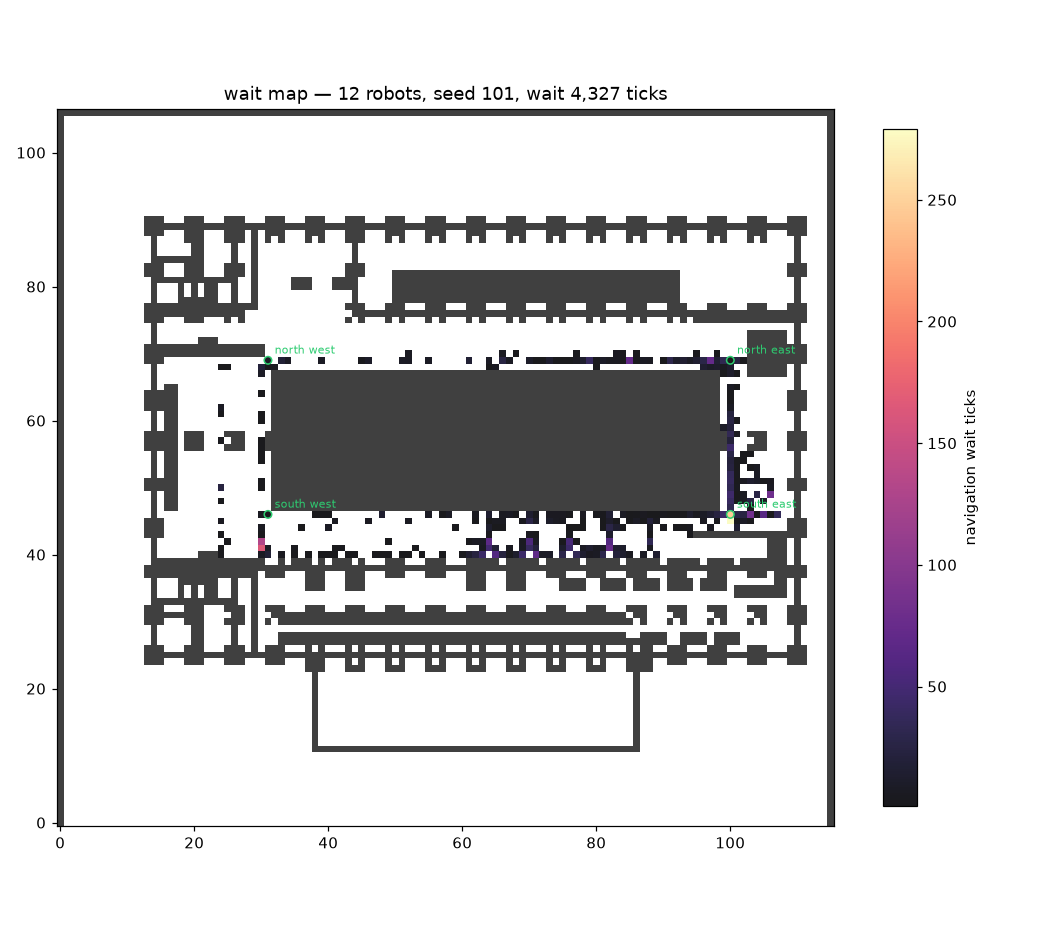 wait map — 12 robots, seed 101, wait 4,327 ticks
100
80
60
40
20
0
0
20
40
60
80
100
north west
north east
south west
south east
250
200
150
100
50
navigation wait ticks